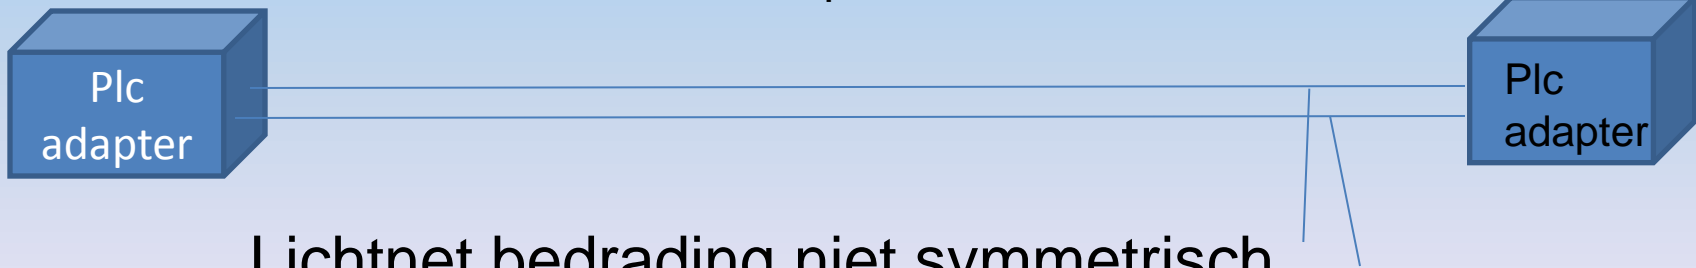 Plc
adapter
Plc
adapter
Lichtnet bedrading niet symmetrisch